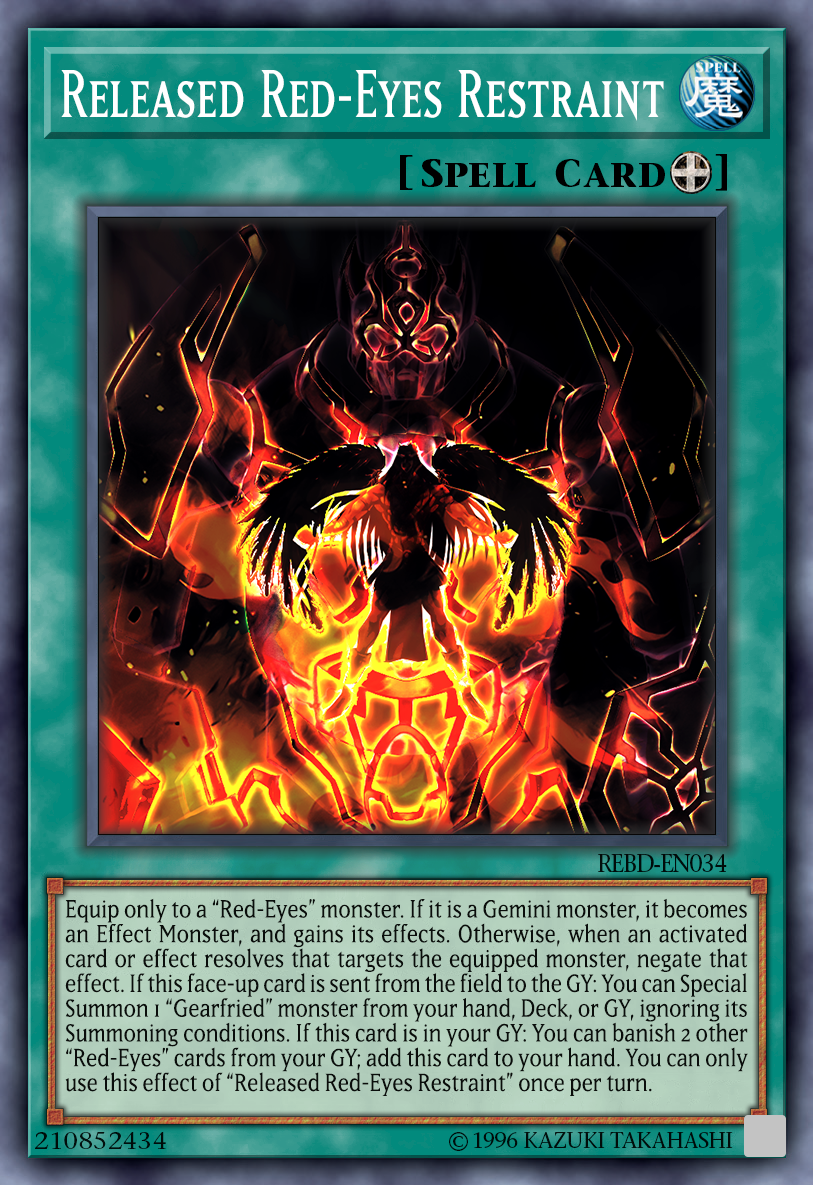 Released Red-Eyes Restraint
SPELL
魔
[Spell Card]
REBD-EN034
Equip only to a “Red-Eyes” monster. If it is a Gemini monster, it becomes
an Effect Monster, and gains its effects. Otherwise, when an activated
card or effect resolves that targets the equipped monster, negate that
effect. If this face-up card is sent from the field to the GY: You can Special
Summon 1 “Gearfried” monster from your hand, Deck, or GY, ignoring its
Summoning conditions. If this card is in your GY: You can banish 2 other
“Red-Eyes” cards from your GY; add this card to your hand. You can only
use this effect of “Released Red-Eyes Restraint” once per turn.
210852434
© 1996 KAZUKI TAKAHASHI